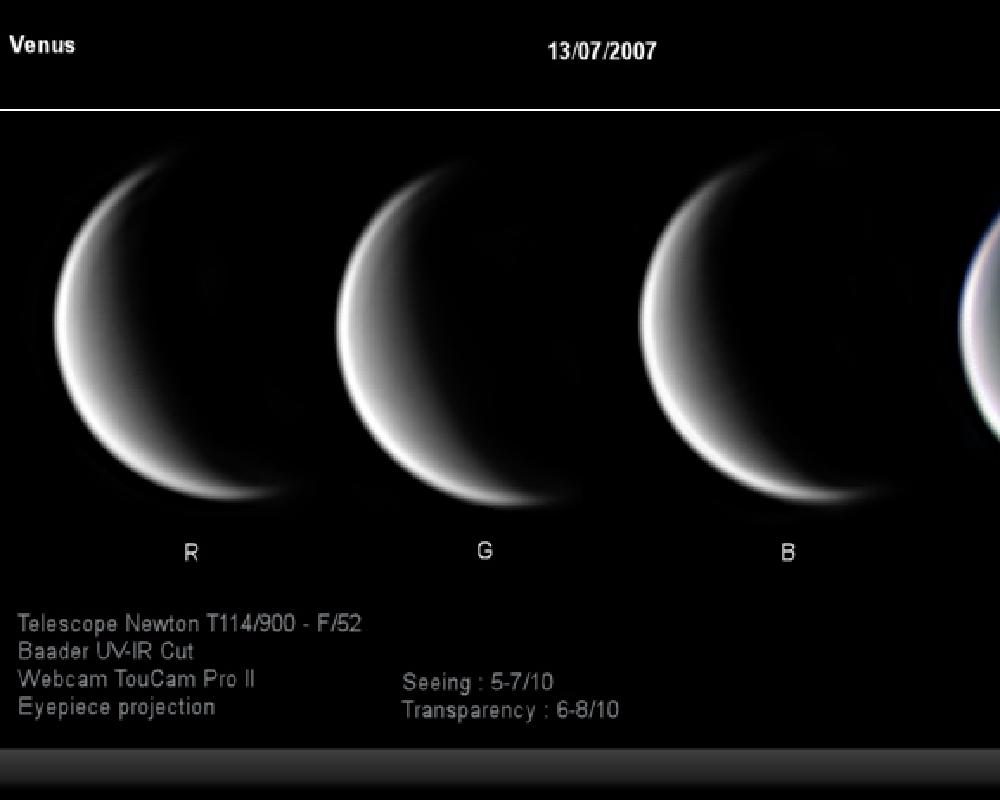 Venus
13/07/2007
R
G
B
Telescope Newton T114/900 - F/52
Baader UV-IR Cut
Webcam TouCam Pro II
Eyepiece projection
Seeing : 5-7/10
Transparency : 6-8/10